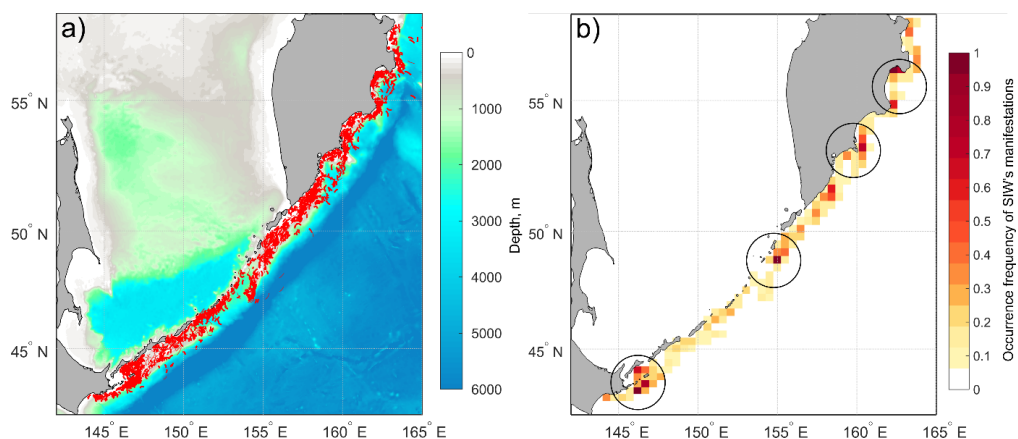 a)
55° N
50° N
45° N
145° E
150° E
155° E
160° E
165° E
0
1000
2000
3000
4000
5000
6000
Depth, m
b)
55° N
50° N
45° N
145° E
150° E
155° E
160° E
165° E
1
0.9
0.8
0.7
0.6
0.5
0.4
0.3
0.2
0.1
0
Occurrence frequency of SIW's manifestations